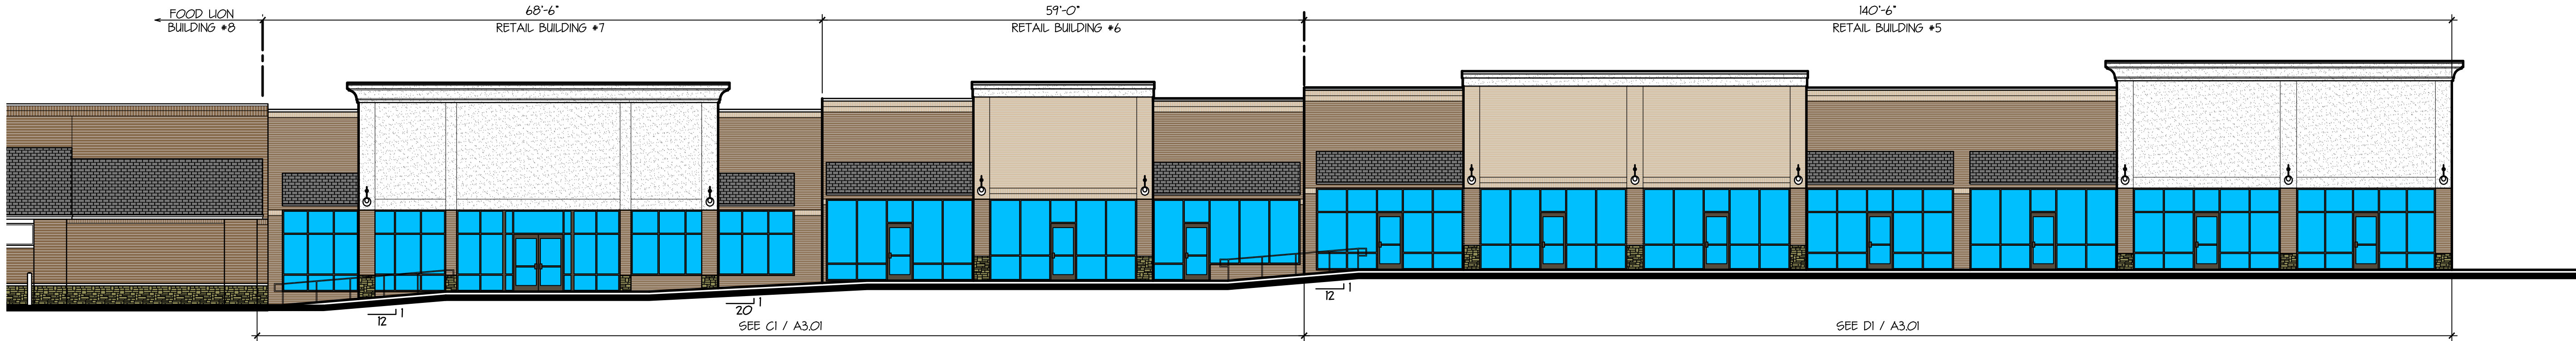 FOOD LION
BUILDING #8
68'-6"
RETAIL BUILDING #7
59'-0"
RETAIL BUILDING #6
140'-6"
RETAIL BUILDING #5
12
1
20
1
12
1
SEE C1 / A3.01
SEE D1 / A3.01